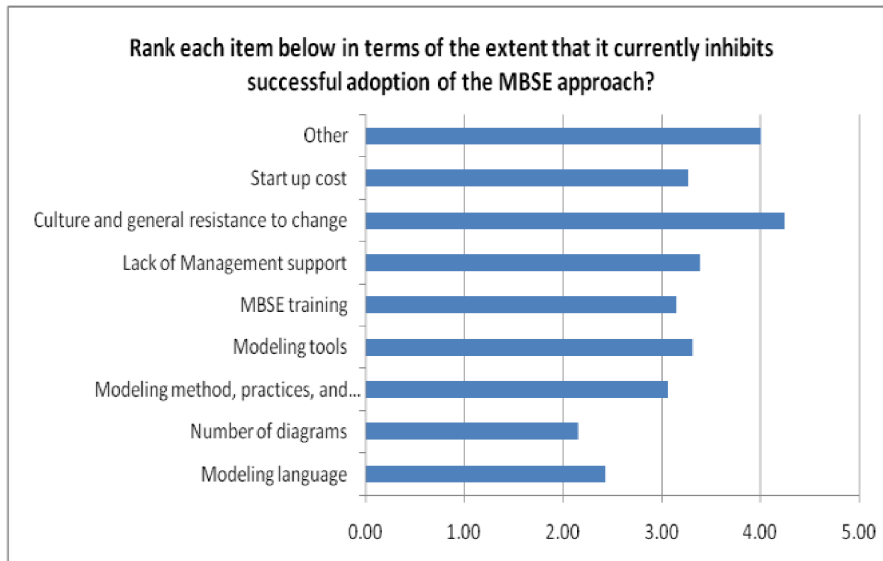 Rank each item below in terms of the extent that it currently inhibits
successful adoption of the MBSE approach?
Other
Start up cost
Culture and general resistance to change
Lack of Management support
MBSE training
Modeling tools
Modeling method, practices, and...
Number of diagrams
Modeling language
0.00 1.00 2.00 3.00 4.00 5.00